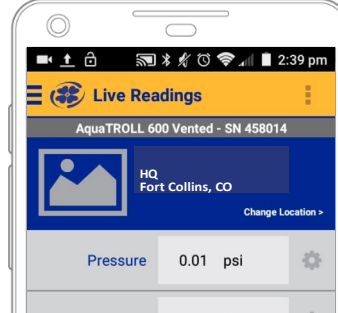 2:39 pm
Live Readings
AquaTROLL 600 Vented - SN 458014
HQ
Fort Collins, CO
Change Location >
Pressure 0.01 psi